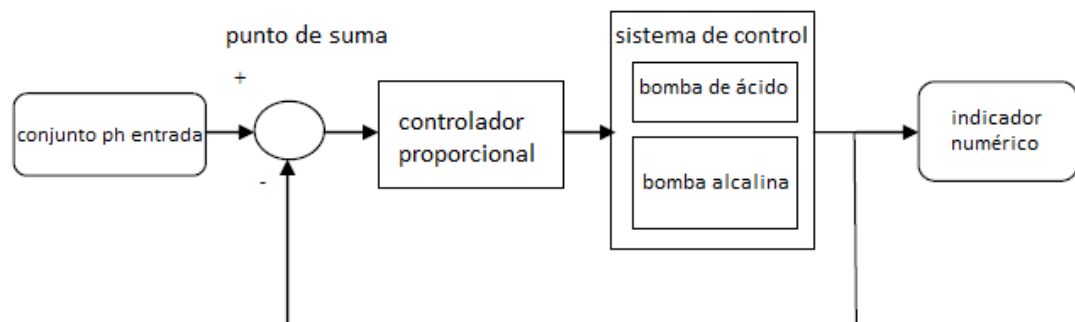 punto de suma
sistema de control
+
bomba de ácido
conjunto ph entrada
controlador
proporcional
indicador
numérico
-
bomba alcalina